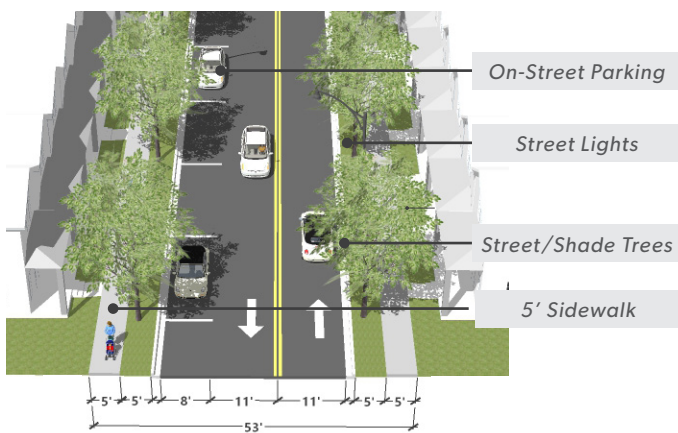 On-Street Parking
Street Lights
Street/Shade Trees
5' Sidewalk
5' 5' 8' 11' 11' 5' 5'
53'